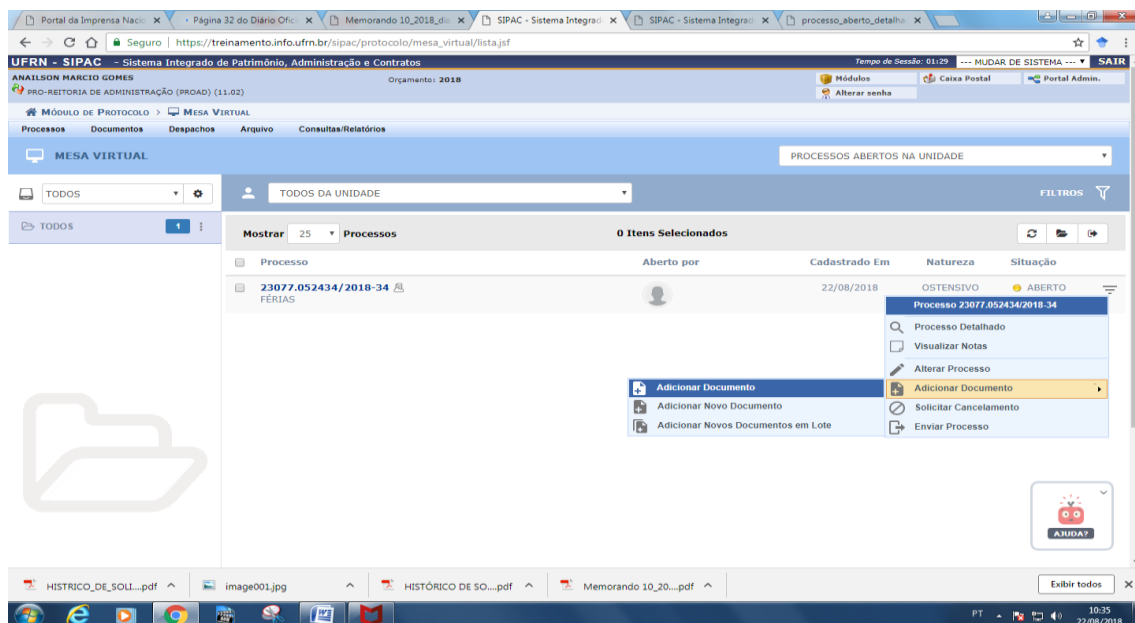 Portal da Imprensa Nacio
Página 32 do Diário Ofic
Memorando 10_2018_dia
SIPAC - Sistema Integrad
SIPAC - Sistema Integrad
processo_aberto_detalha
Seguro | https://treinamento.info.ufrn.br/sipac/protocolo/mesa_virtual/lista.jsf
UFRN - SIPAC - Sistema Integrado de Patrimônio, Administração e Contratos
Tempo de Sessão: 01:29 --- MUDAR DE SISTEMA --- SAIR
ANAILSON MARCIO GOMES
Orçamento: 2018
Módulos
Caixa Postal
Portal Admin.
PRO-REITORIA DE ADMINISTRAÇÃO (PROAD) (11.02)
Alterar senha
MÓDULO DE PROTOCOLO > MESA VIRTUAL
Processos Documentos Despachos Arquivo Consultas/Relatórios
MESA VIRTUAL
PROCESSOS ABERTOS NA UNIDADE
TODOS
TODOS DA UNIDADE
FILTROS
TODOS 1
Mostrar 25 Processos
0 Itens Selecionados
Processo Aberto por Cadastrado Em Natureza Situação
23077.052434/2018-34
22/08/2018 OSTENSIVO ABERTO
FÉRIAS
Processo 23077.052434/2018-34
Processo Detalhado
Visualizar Notas
Alterar Processo
Adicionar Documento
Solicitar Cancelamento
Enviar Processo
Adicionar Documento
Adicionar Novo Documento
Adicionar Novos Documentos em Lote
AJUDA?
HISTRICO_DE_SOLI....pdf
image001.jpg
HISTÓRICO DE SO....pdf
Memorando 10_20....pdf
Exibir todos
PT
10:35
22/08/2018